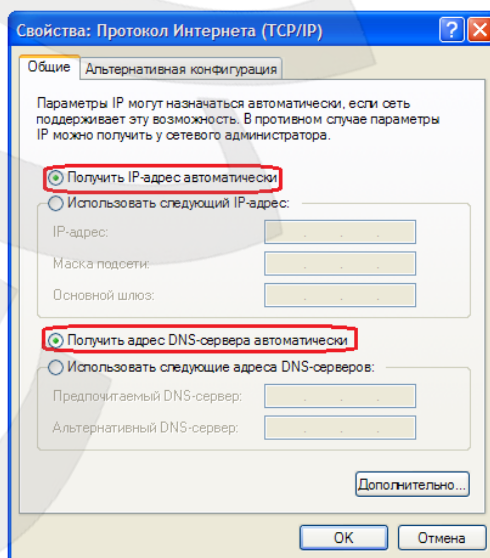 Свойства: Протокол Интернета (TCP/IP)
Общие
Альтернативная конфигурация
Параметры IP могут назначаться автоматически, если сеть
поддерживает эту возможность. В противном случае параметры
IP можно получить у сетевого администратора.
Получить IP-адрес автоматически
Использовать следующий IP-адрес:
IP-адрес:
Маска подсети:
Основной шлюз:
Получить адрес DNS-сервера автоматически
Использовать следующие адреса DNS-серверов:
Предпочитаемый DNS-сервер:
Альтернативный DNS-сервер:
Дополнительно...
OK
Отмена